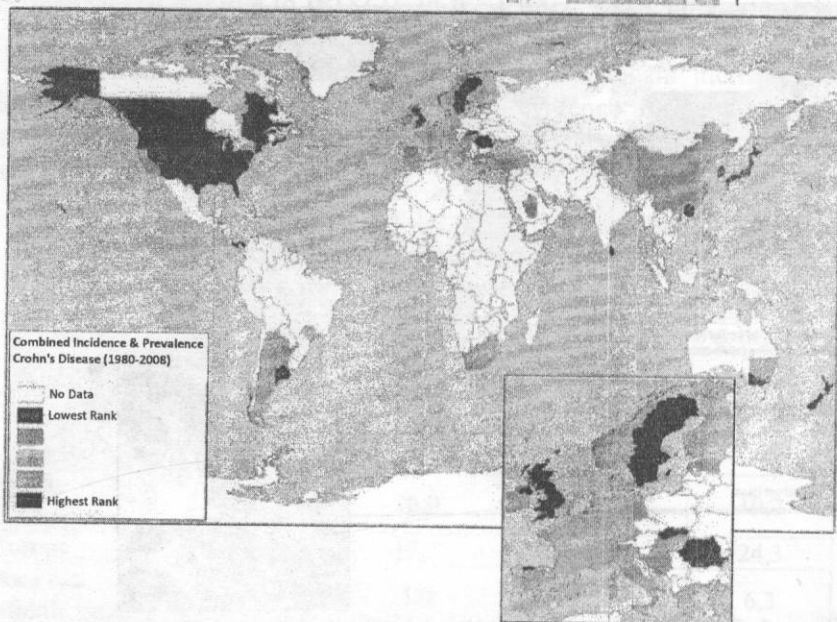 Combined Incidence & Prevalence
Crohn's Disease (1980-2008)
No Data
Lowest Rank
Highest Rank
24,3
6,3